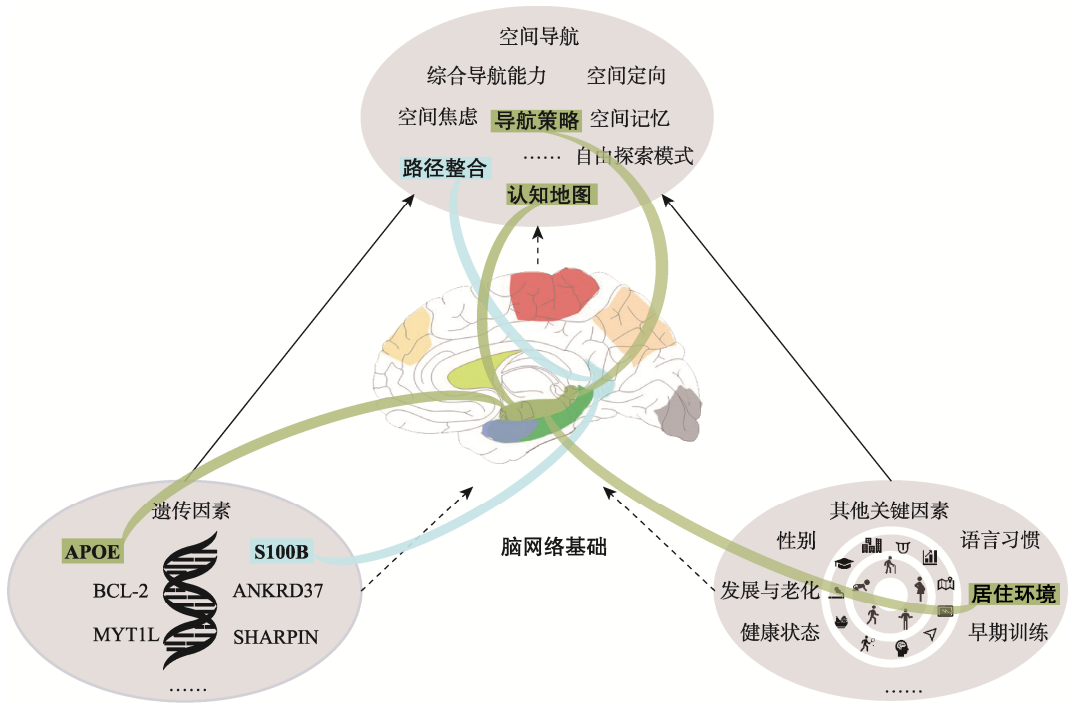 空间导航
综合导航能力 空间定向
空间焦虑 导航策略 空间记忆
路径整合 …… 自由探索模式
认知地图
脑网络基础
遗传因素
APOE S100B
BCL-2 ANKRD37
MYT1L SHARPIN
……
其他关键因素
性别 语言习惯
发展与老化 居住环境
健康状态 早期训练
……